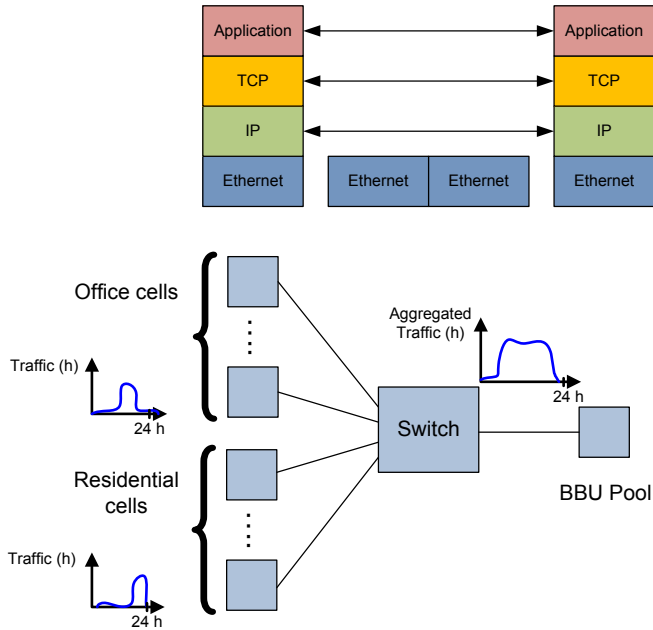 Application
Application
TCP
TCP
IP
IP
Ethernet
Ethernet
Ethernet
Ethernet
Office cells
Aggregated
Traffic (h)
24 h
Traffic (h)
24 h
Switch
BBU Pool
Residential
cells
Traffic (h)
24 h